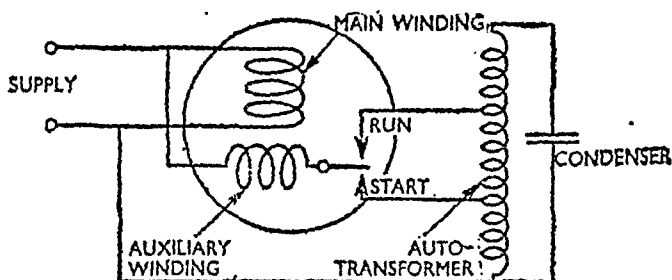 MAIN WINDING
SUPPLY
RUN
CONDENSER
START
AUXILIARY
WINDING
AUTO-
TRANSFORMER